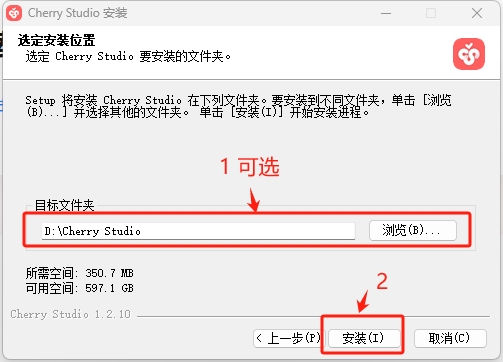 Cherry Studio 安装
选定安装位置
选定 Cherry Studio 要安装的文件夹。
Setup 将安装 Cherry Studio 在下列文件夹。要安装到不同文件夹，单击 [浏览
(B)...] 并选择其他的文件夹。 单击 [安装(I)] 开始安装进程。
1 可选
目标文件夹
D:\Cherry Studio
浏览(B)...
所需空间: 350.7 MB
可用空间: 597.1 GB
2
Cherry Studio 1.2.10
< 上一步(P)
安装(I)
取消(C)